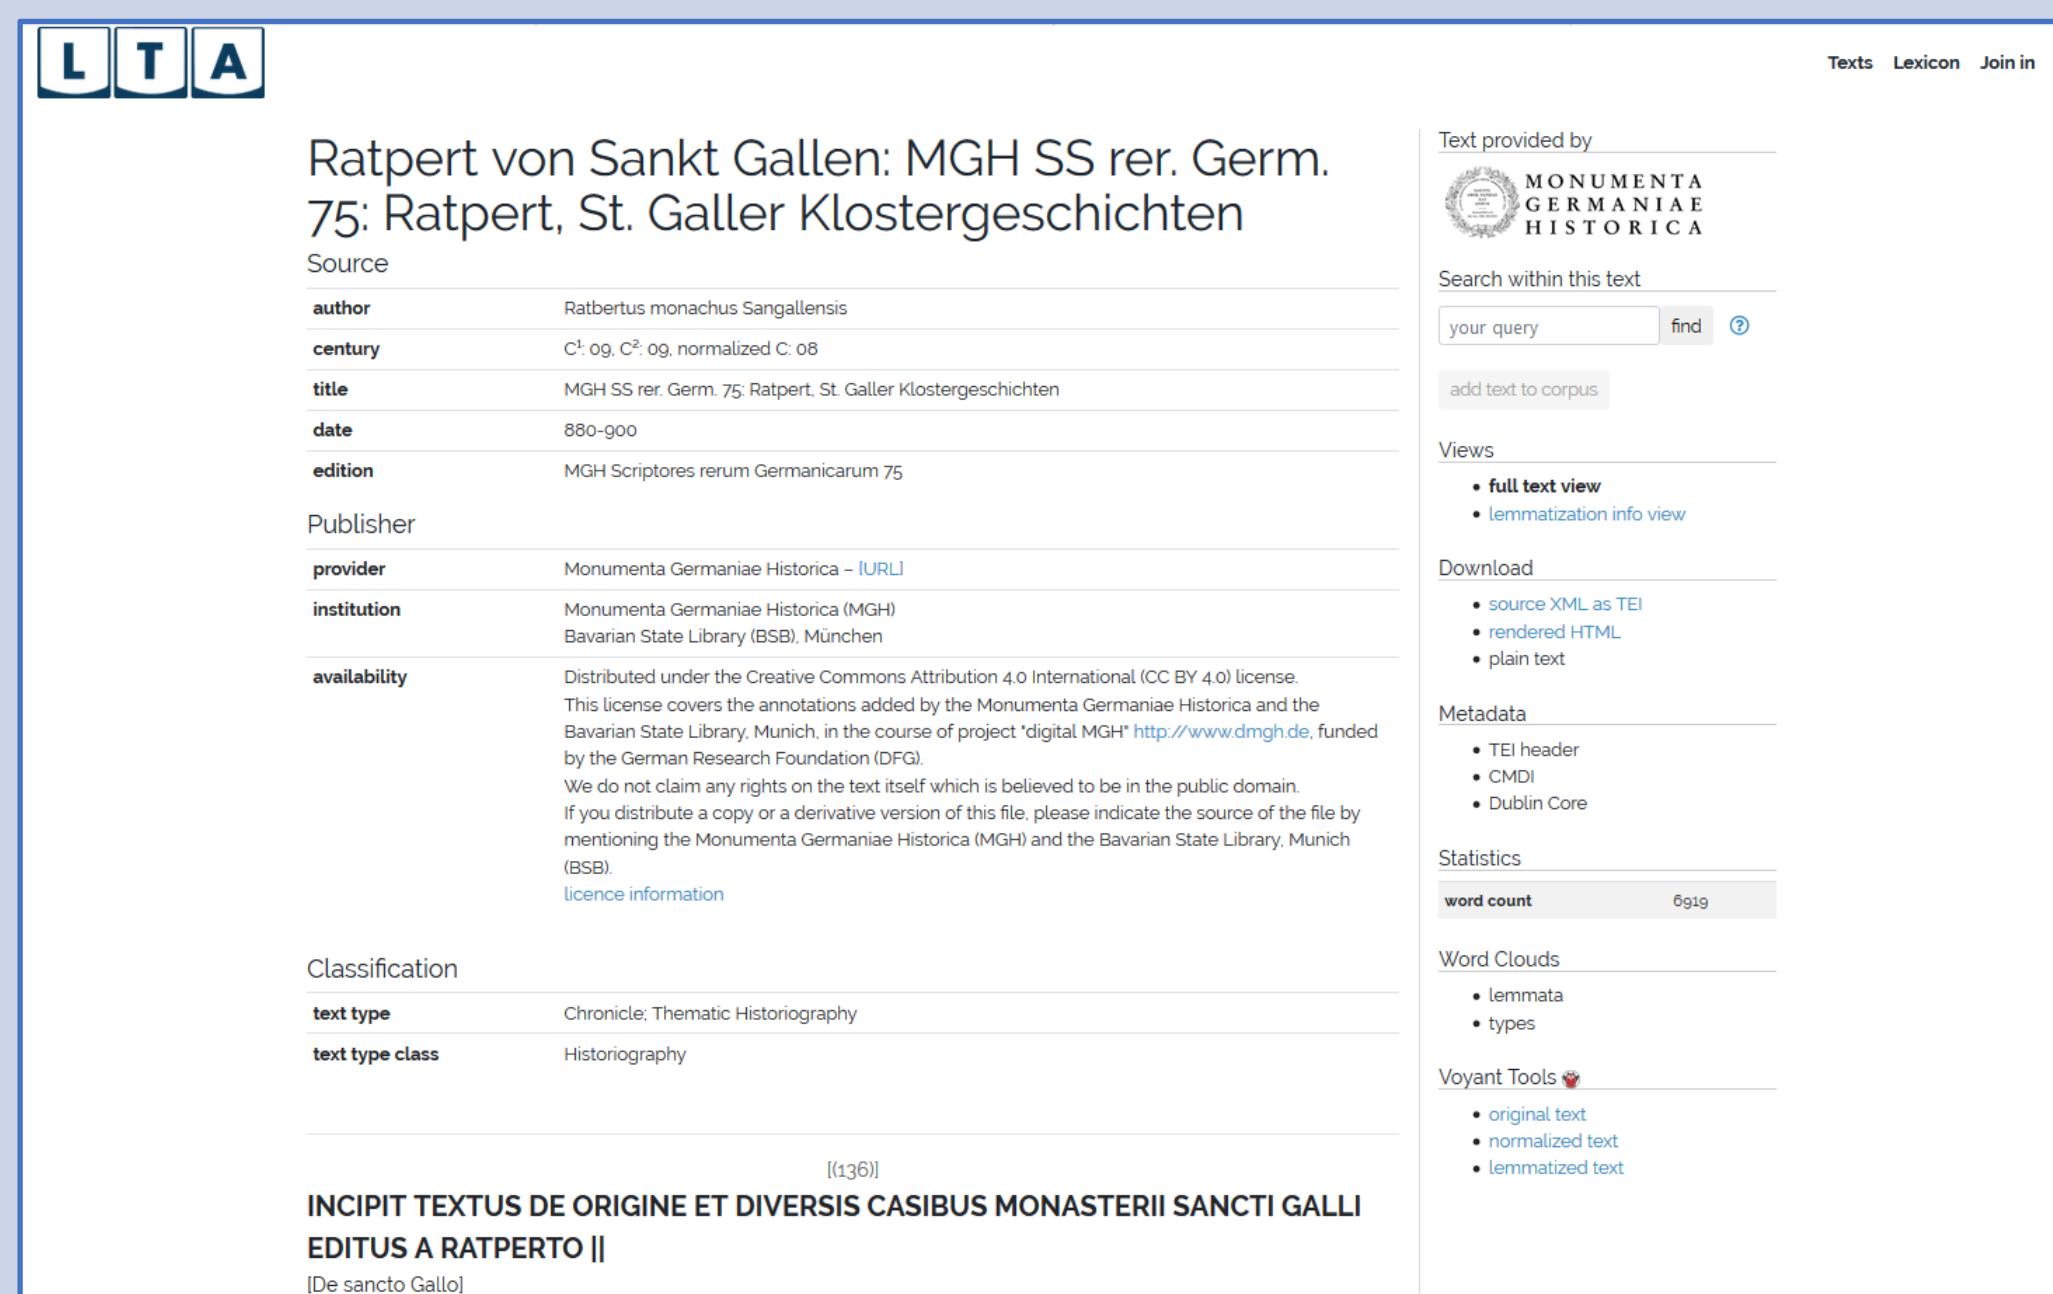 L T A
Texts Lexicon Join in
Ratpert von Sankt Gallen: MGH SS rer. Germ.
75: Ratpert, St. Galler Klostergeschichten
Source
author Ratbertus monachus Sangallensis
century C¹: 09, C²: 09, normalized C: 08
title MGH SS rer. Germ. 75: Ratpert, St. Galler Klostergeschichten
date 880-900
edition MGH Scriptores rerum Germanicarum 75
Publisher
provider Monumenta Germaniae Historica – [URL]
institution Monumenta Germaniae Historica (MGH)
Bavarian State Library (BSB), München
availability Distributed under the Creative Commons Attribution 4.0 International (CC BY 4.0) license.
This license covers the annotations added by the Monumenta Germaniae Historica and the
Bavarian State Library, Munich, in the course of project "digital MGH" http://www.dmgh.de, funded
by the German Research Foundation (DFG).
We do not claim any rights on the text itself which is believed to be in the public domain.
If you distribute a copy or a derivative version of this file, please indicate the source of the file by
mentioning the Monumenta Germaniae Historica (MGH) and the Bavarian State Library, Munich
(BSB).
licence information
Classification
text type Chronicle; Thematic Historiography
text type class Historiography
[(136)]
INCIPIT TEXTUS DE ORIGINE ET DIVERSIS CASIBUS MONASTERII SANCTI GALLI
EDITUS A RATPERTO ||
[De sancto Gallo]
Text provided by
MONUMENTA
GERMANIAE
HISTORICA
Search within this text
your query find ?
add text to corpus
Views
• full text view
• lemmatization info view
Download
• source XML as TEI
• rendered HTML
• plain text
Metadata
• TEI header
• CMDI
• Dublin Core
Statistics
word count 6919
Word Clouds
• lemmata
• types
Voyant Tools
• original text
• normalized text
• lemmatized text